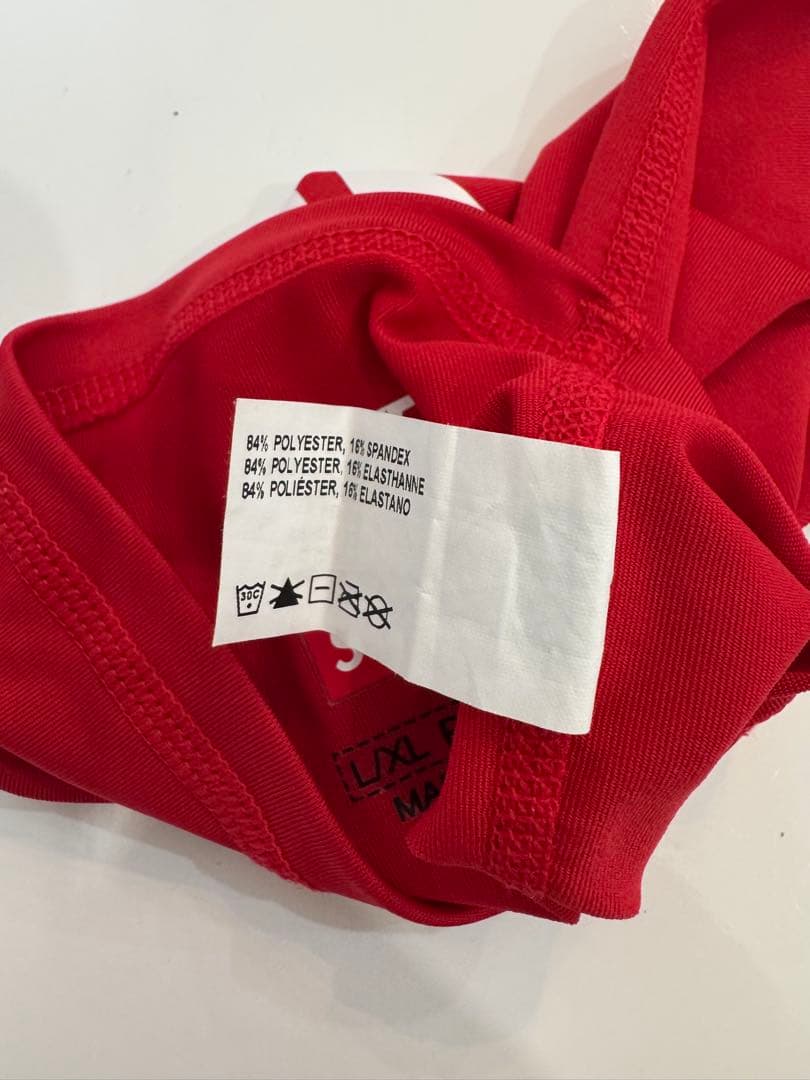 84% POLYESTER, 16% SPANDEX
84% POLYESTER, 16% ELASTHANNE
84% POLIÉSTER, 16% ELASTANO
30C
L/XL